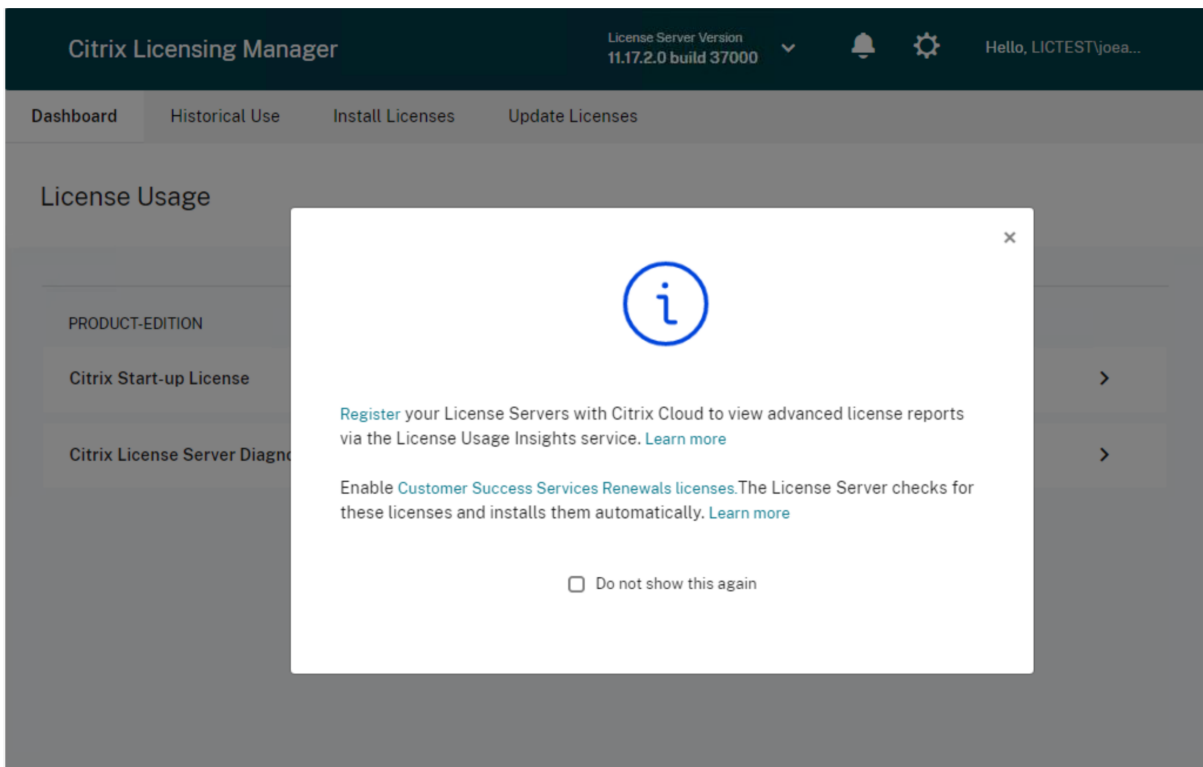 Citrix Licensing Manager
License Server Version
11.17.2.0 build 37000
Hello, LICTEST\joea...
Dashboard Historical Use Install Licenses Update Licenses
License Usage
PRODUCT-EDITION
Citrix Start-up License
Citrix License Server
Register your License Servers with Citrix Cloud to view advanced license reports
via the License Usage Insights service. Learn more
Enable Customer Success Services Renewals licenses.The License Server checks for
these licenses and installs them automatically. Learn more
Do not show this again